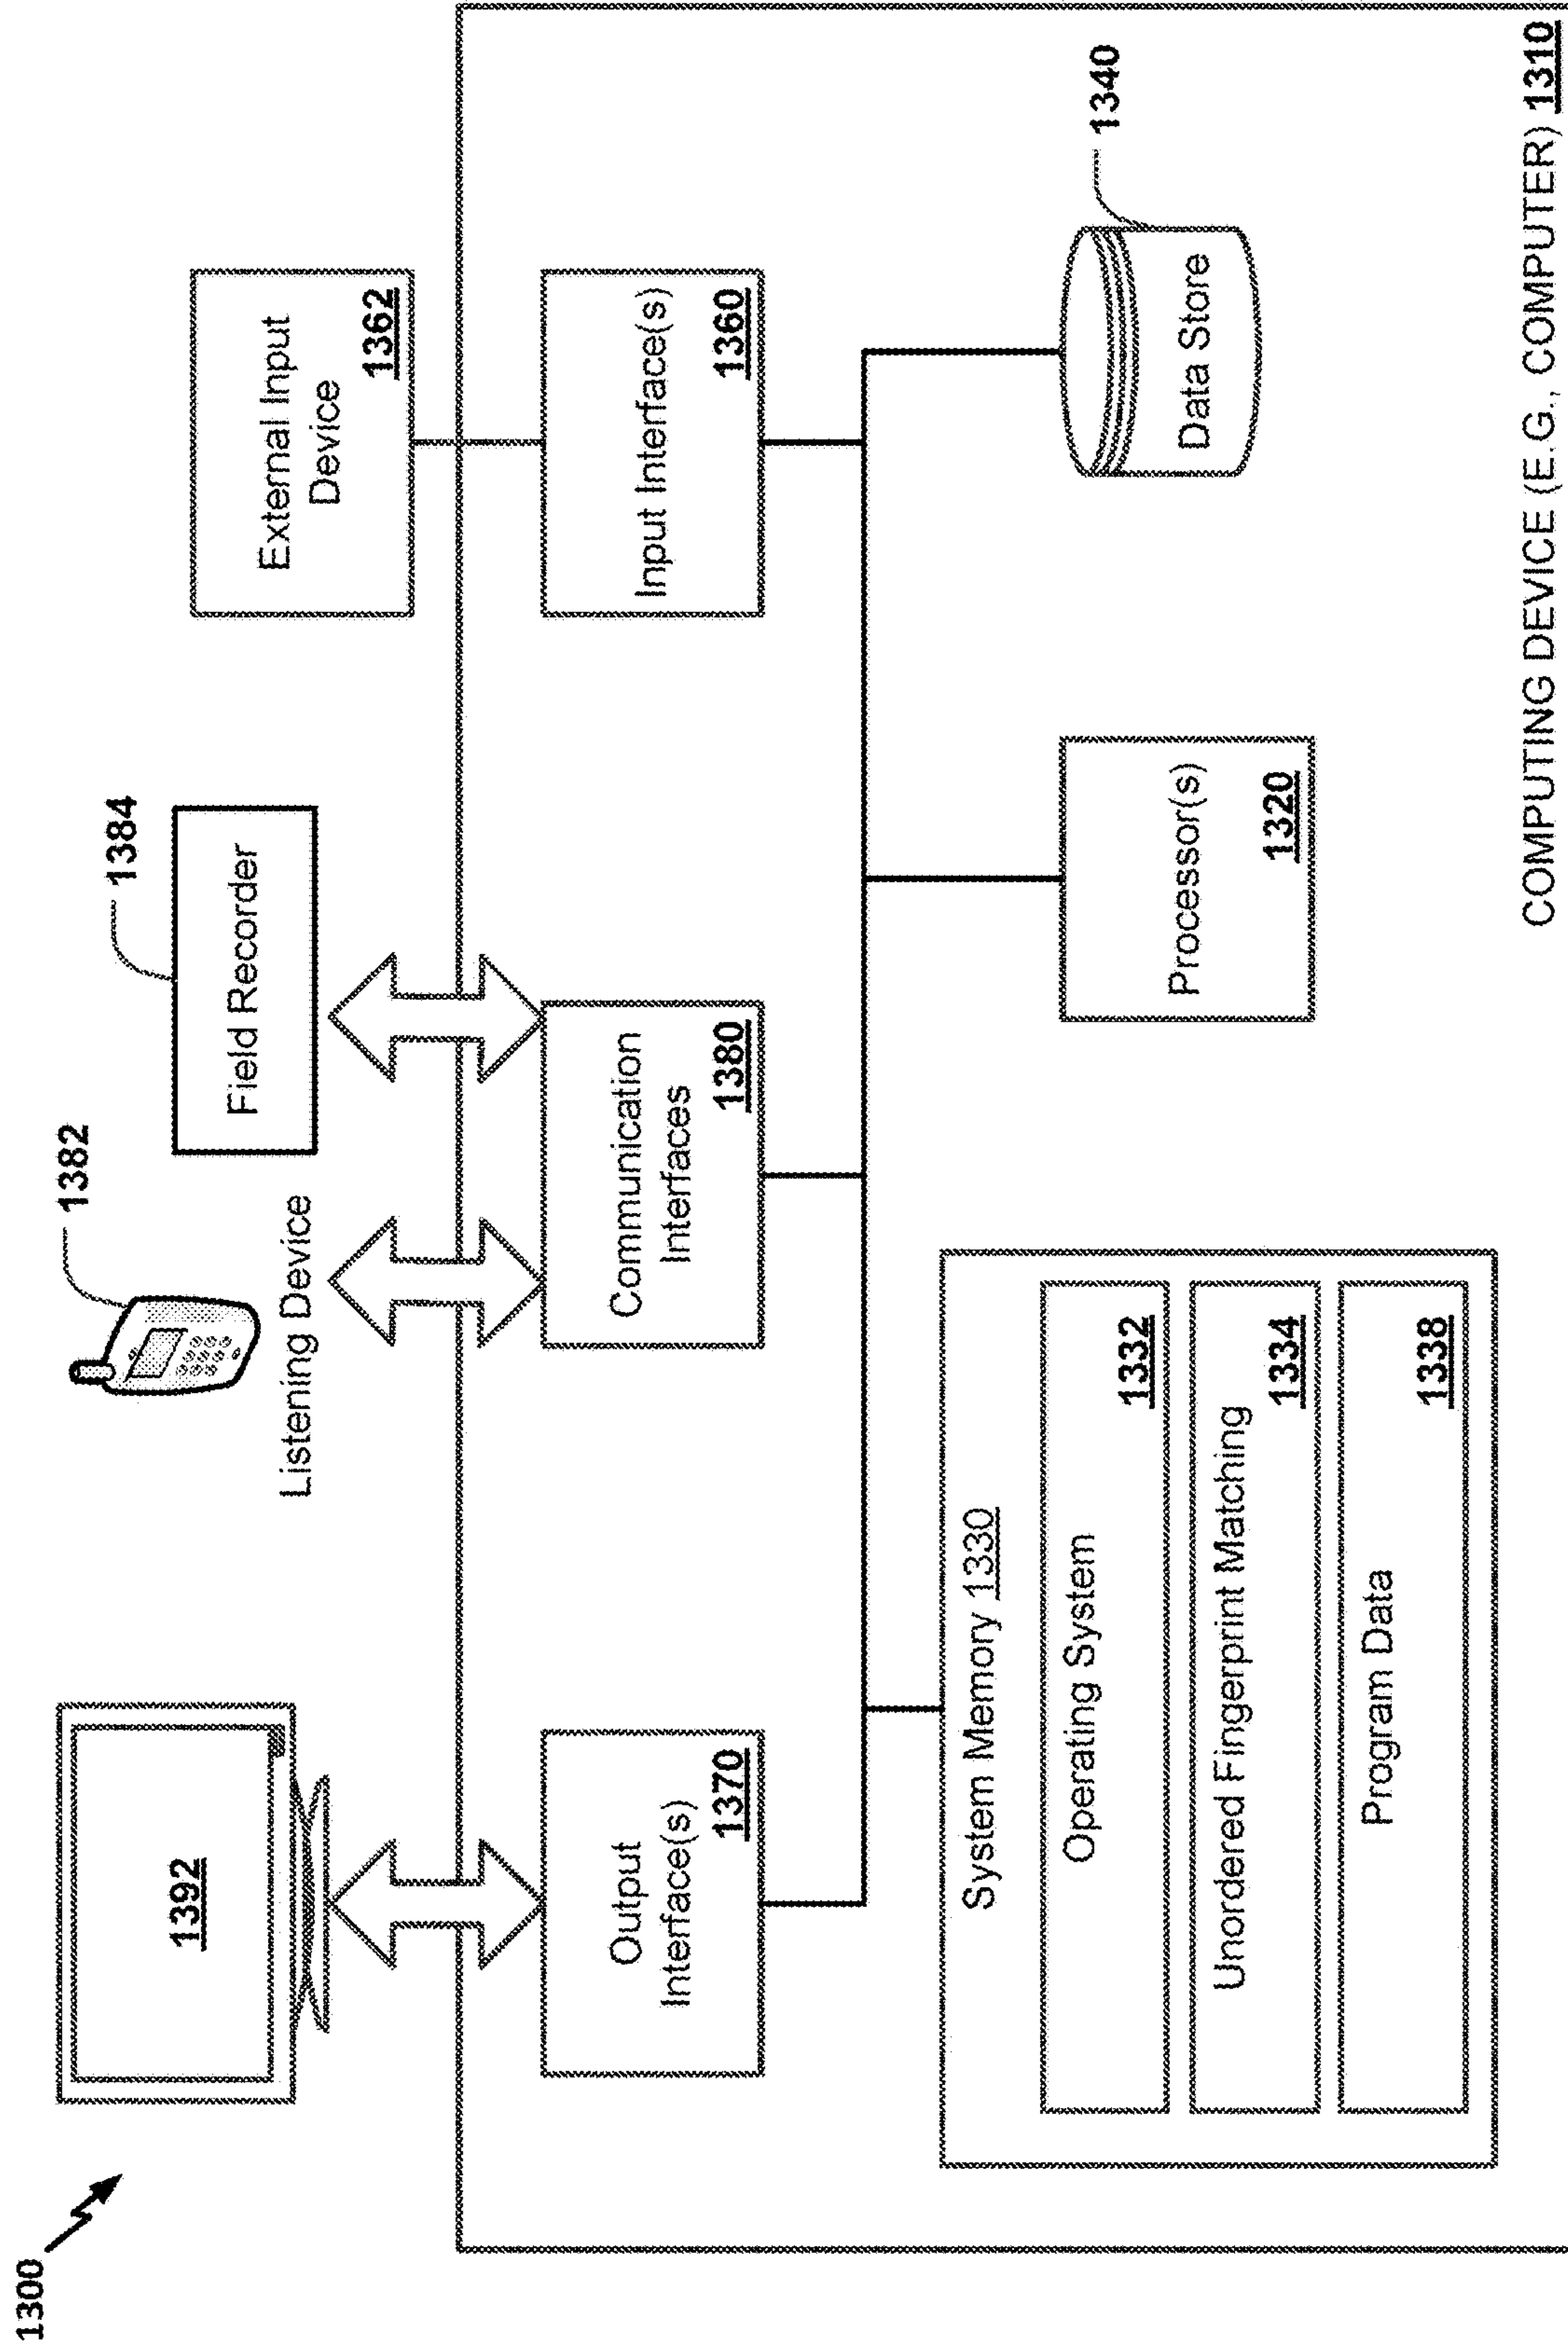 1300
1392
1382
Listening Device
1384
Field Recorder
External Input
Device
1362
Output
Interface(s)
1370
Communication
Interfaces
1380
Input Interface(s)
1360
System Memory 1330
Operating System
1332
Unordered Fingerprint Matching
1334
Program Data
1338
Processor(s)
1320
1340
Data Store
COMPUTING DEVICE (E.G., COMPUTER) 1310